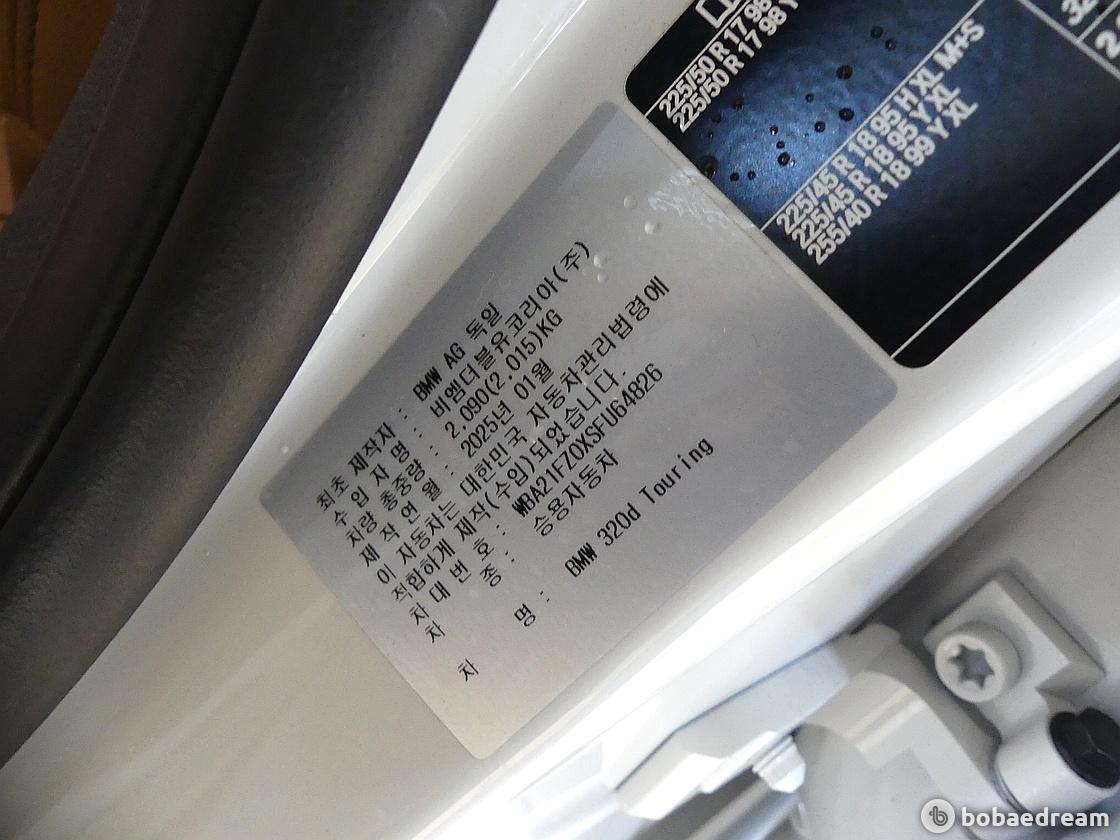 225/50 R 17 98
225/50 R 17 98 Y
225/45 R 18 95 H XL M+S
225/45 R 18 95 Y XL
255/40 R 18 99 Y XL
최초 제작자 : BMW AG 독일
수 입 자 명 : 비엠더블유코리아(주)
차량 총중량 : 2,090(2,015)KG
제 작 연 월 : 2025년 01월
이 자동차는 대한민국 자동차관리법령에
적합하게 제작(수입)되었습니다.
차 대 번 호 : WBA21FZ0XSFU64826
차 종 : 승용자동차
차 명 : BMW 320d Touring
bobaedream